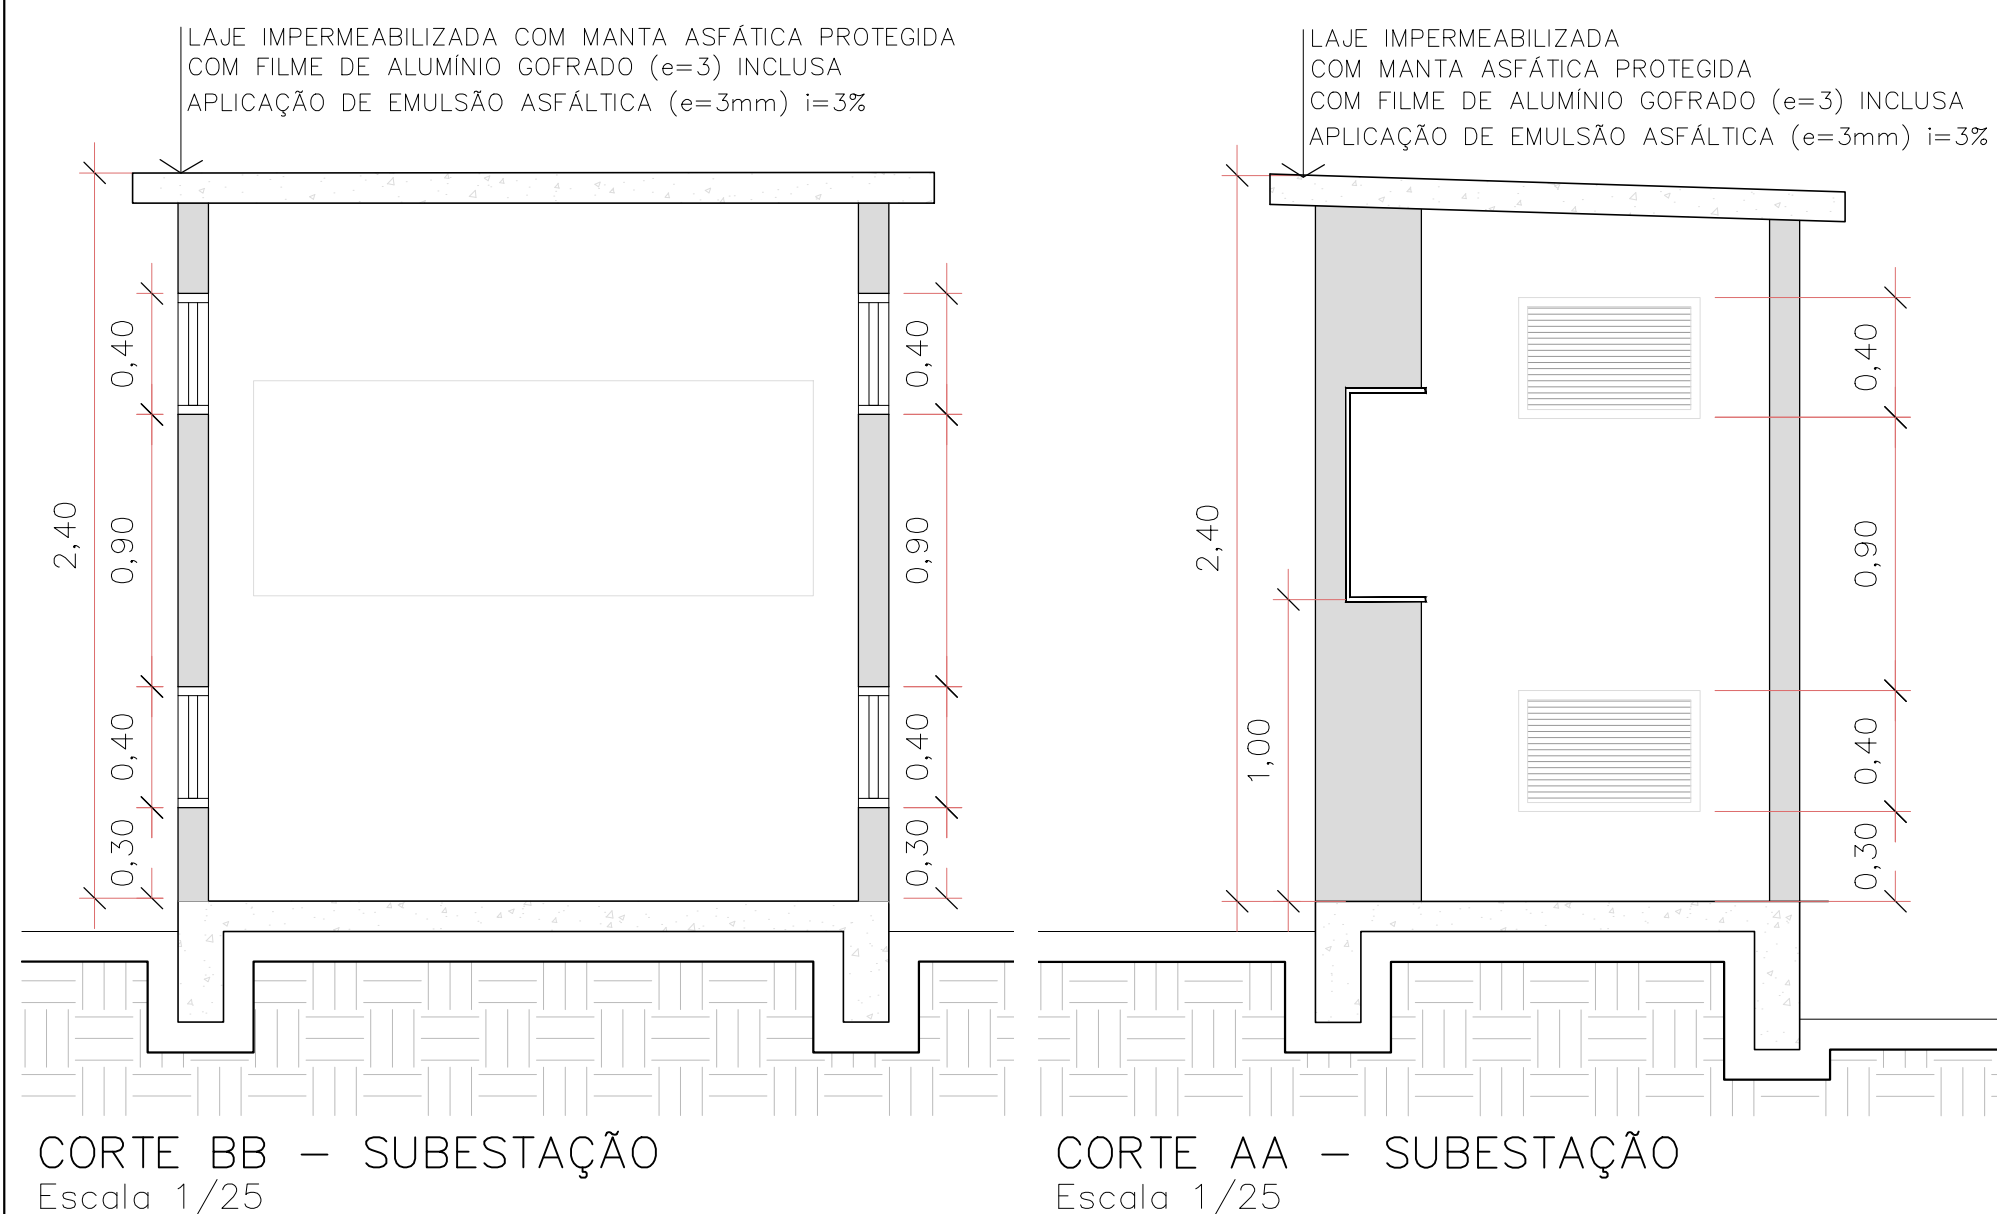 LAJE IMPERMEABILIZADA COM MANTA ASFÁTICA PROTEGIDA
COM FILME DE ALUMÍNIO GOFRADO (e=3) INCLUSA
APLICAÇÃO DE EMULSÃO ASFÁLTICA (e=3mm) i=3%
2,40
0,40
0,90
0,40
0,30
0,40
0,90
0,40
0,30
CORTE BB – SUBESTAÇÃO
Escala 1/25
LAJE IMPERMEABILIZADA
COM MANTA ASFÁTICA PROTEGIDA
COM FILME DE ALUMÍNIO GOFRADO (e=3) INCLUSA
APLICAÇÃO DE EMULSÃO ASFÁLTICA (e=3mm) i=3%
2,40
1,00
0,40
0,90
0,40
0,30
CORTE AA – SUBESTAÇÃO
Escala 1/25